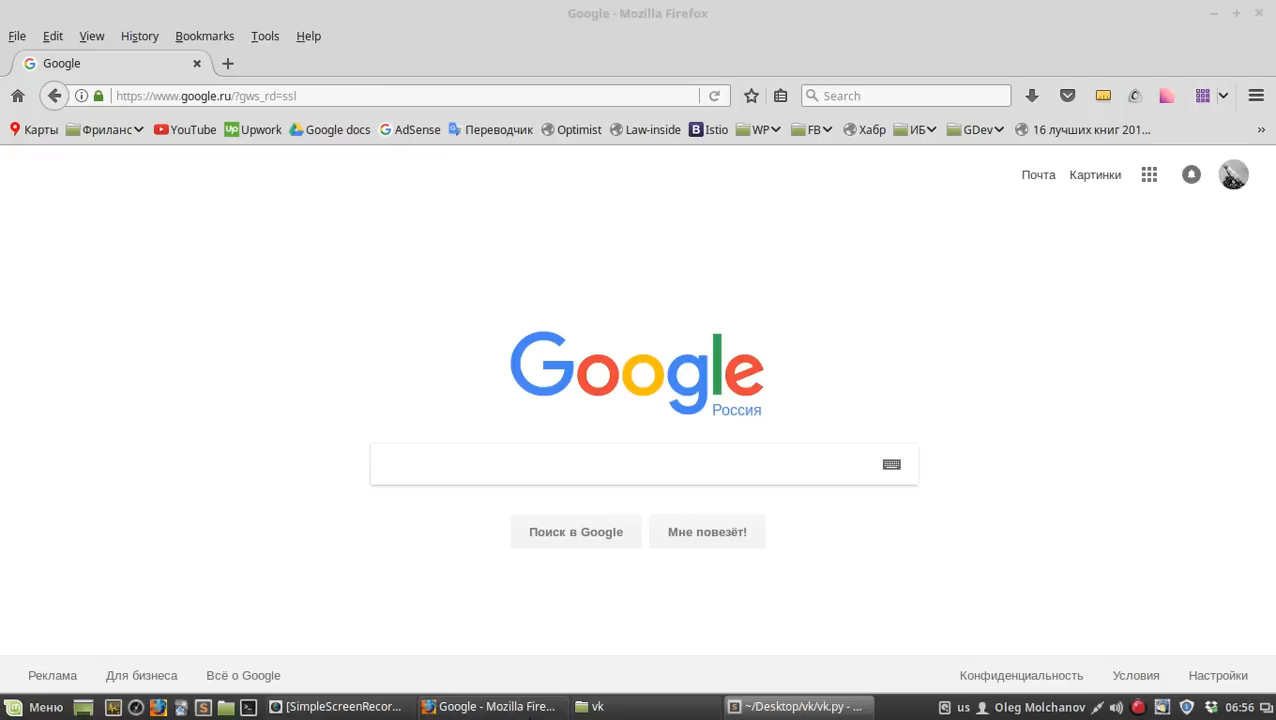 Google - Mozilla Firefox
File Edit View History Bookmarks Tools Help
Google
https://www.google.ru/?gws_rd=ssl Search
Карты Фриланс YouTube Upwork Google docs AdSense Переводчик Optimist Law-inside Istio WP FB Хабр ИБ GDev 16 лучших книг 201...
Почта Картинки
Google
Россия
Поиск в Google Мне повезёт!
Реклама Для бизнеса Всё о Google Конфиденциальность Условия Настройки
Меню [SimpleScreenRecor... Google - Mozilla Fire... vk ~/Desktop/vk/vk.py - ... us Oleg Molchanov 06:56